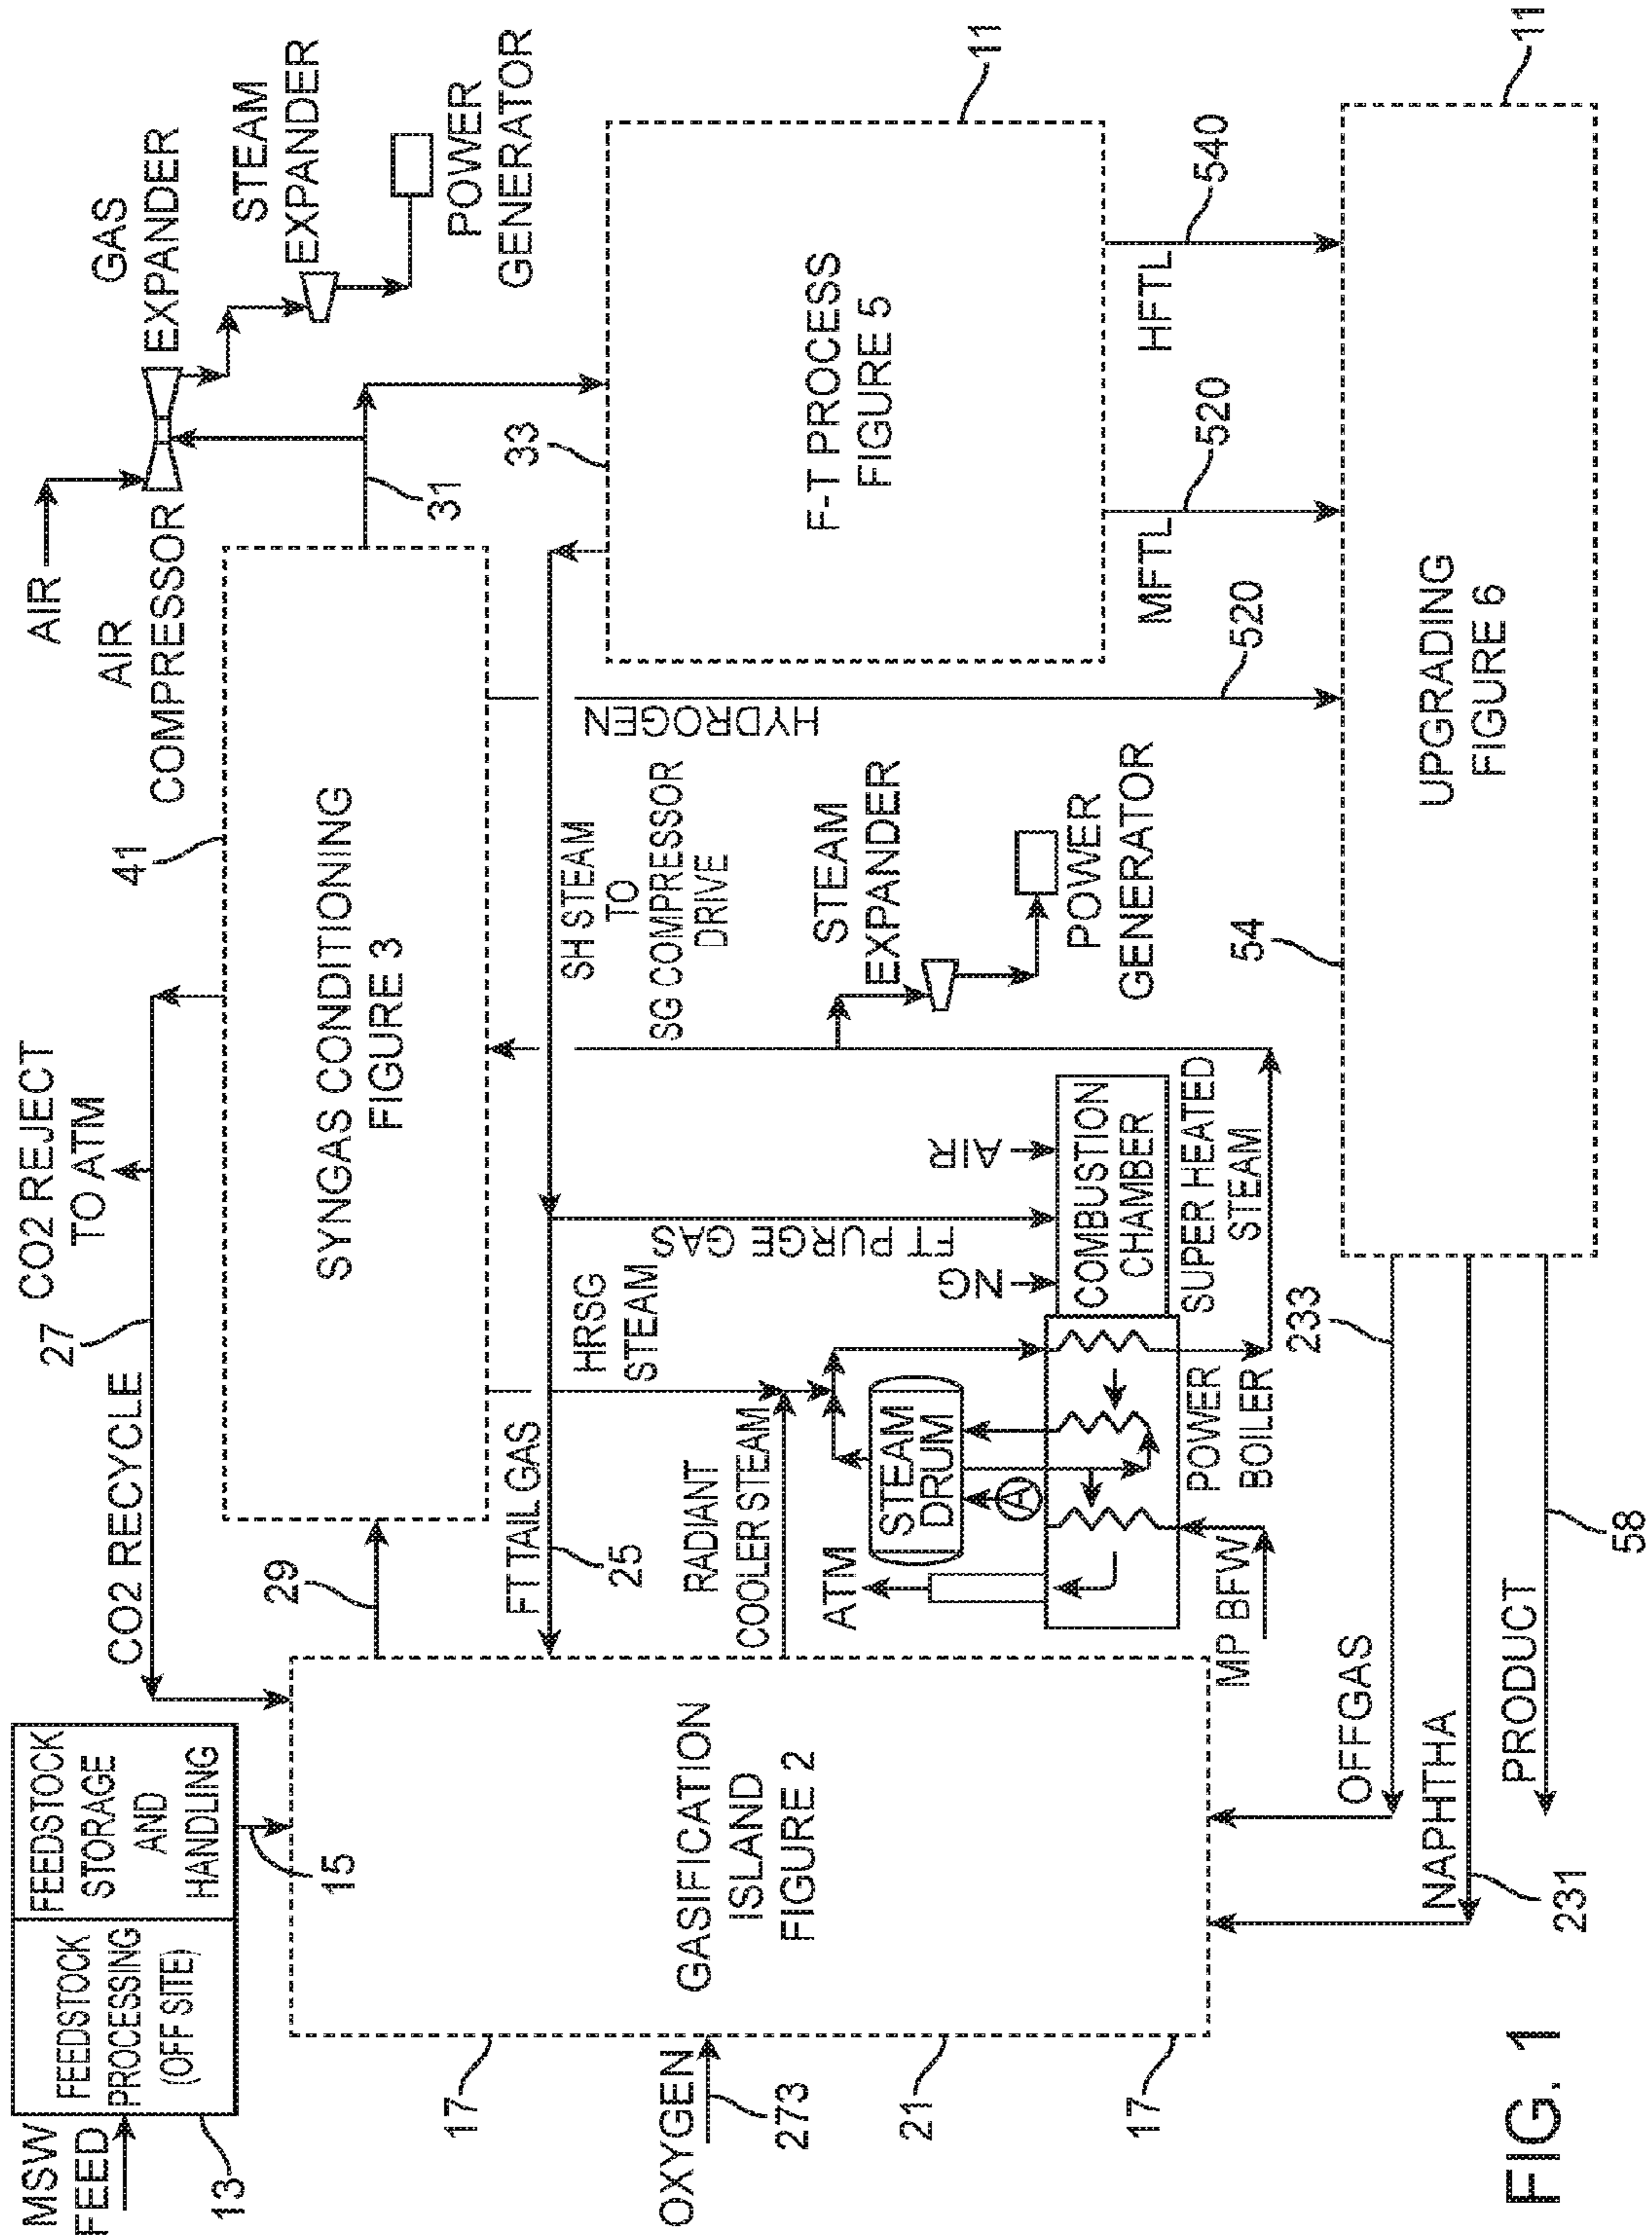 MSW
FEED
13
FEEDSTOCK
PROCESSING
(OFF SITE)
FEEDSTOCK
STORAGE
AND
HANDLING
15
CO2 RECYCLE
27
CO2 REJECT
TO ATM
41
AIR
AIR
COMPRESSOR
GAS
EXPANDER
STEAM
EXPANDER
POWER
GENERATOR
17
OXYGEN
273
21
17
GASIFICATION
ISLAND
FIGURE 2
29
SYNGAS CONDITIONING
FIGURE 3
31
33
F-T PROCESS
FIGURE 5
11
FT TAIL GAS
25
HRSG
STEAM
RADIANT
COOLER STEAM
FT PURGE GAS
NG
AIR
SH STEAM
TO
SG COMPRESSOR
DRIVE
HYDROGEN
520
MFTL
520
HFTL
540
STEAM
EXPANDER
POWER
GENERATOR
ATM
STEAM
DRUM
A
COMBUSTION
CHAMBER
SUPER HEATED
STEAM
POWER
BOILER
MP BFW
54
UPGRADING
FIGURE 6
11
OFFGAS
233
NAPHTHA
231
PRODUCT
58
FIG. 1